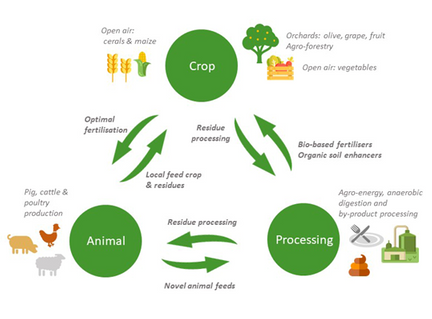 Open air:
cerals & maize
Crop
Orchards: olive, grape, fruit
Agro-forestry
Open air: vegetables
Optimal
fertilisation
Residue
processing
Bio-based fertilisers
Organic soil enhancers
Local feed crop
& residues
Pig, cattle &
poultry
production
Animal
Residue processing
Novel animal feeds
Processing
Agro-energy, anaerobic
digestion and
by-product processing